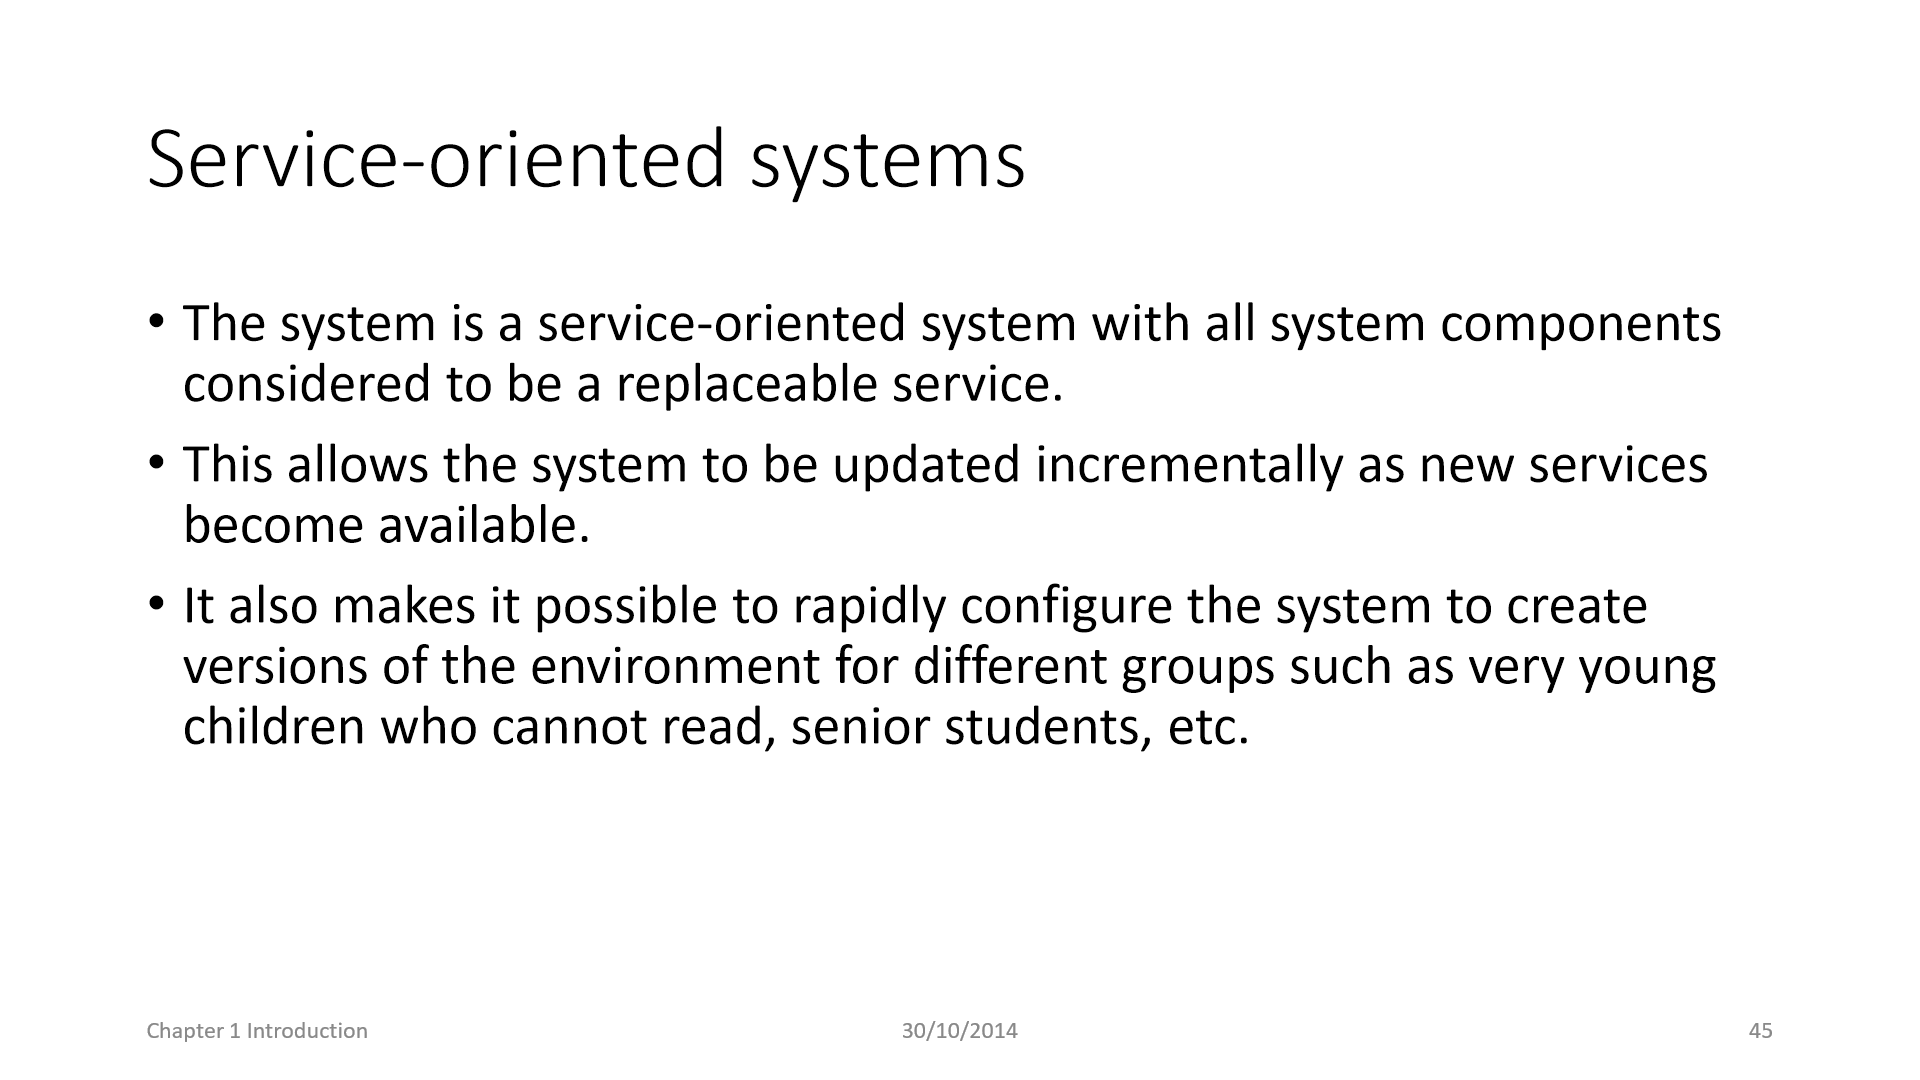 Service-oriented systems
• The system is a service-oriented system with all system components
considered to be a replaceable service.
• This allows the system to be updated incrementally as new services
become available.
• It also makes it possible to rapidly configure the system to create
versions of the environment for different groups such as very young
children who cannot read, senior students, etc.
Chapter 1 Introduction
30/10/2014
45